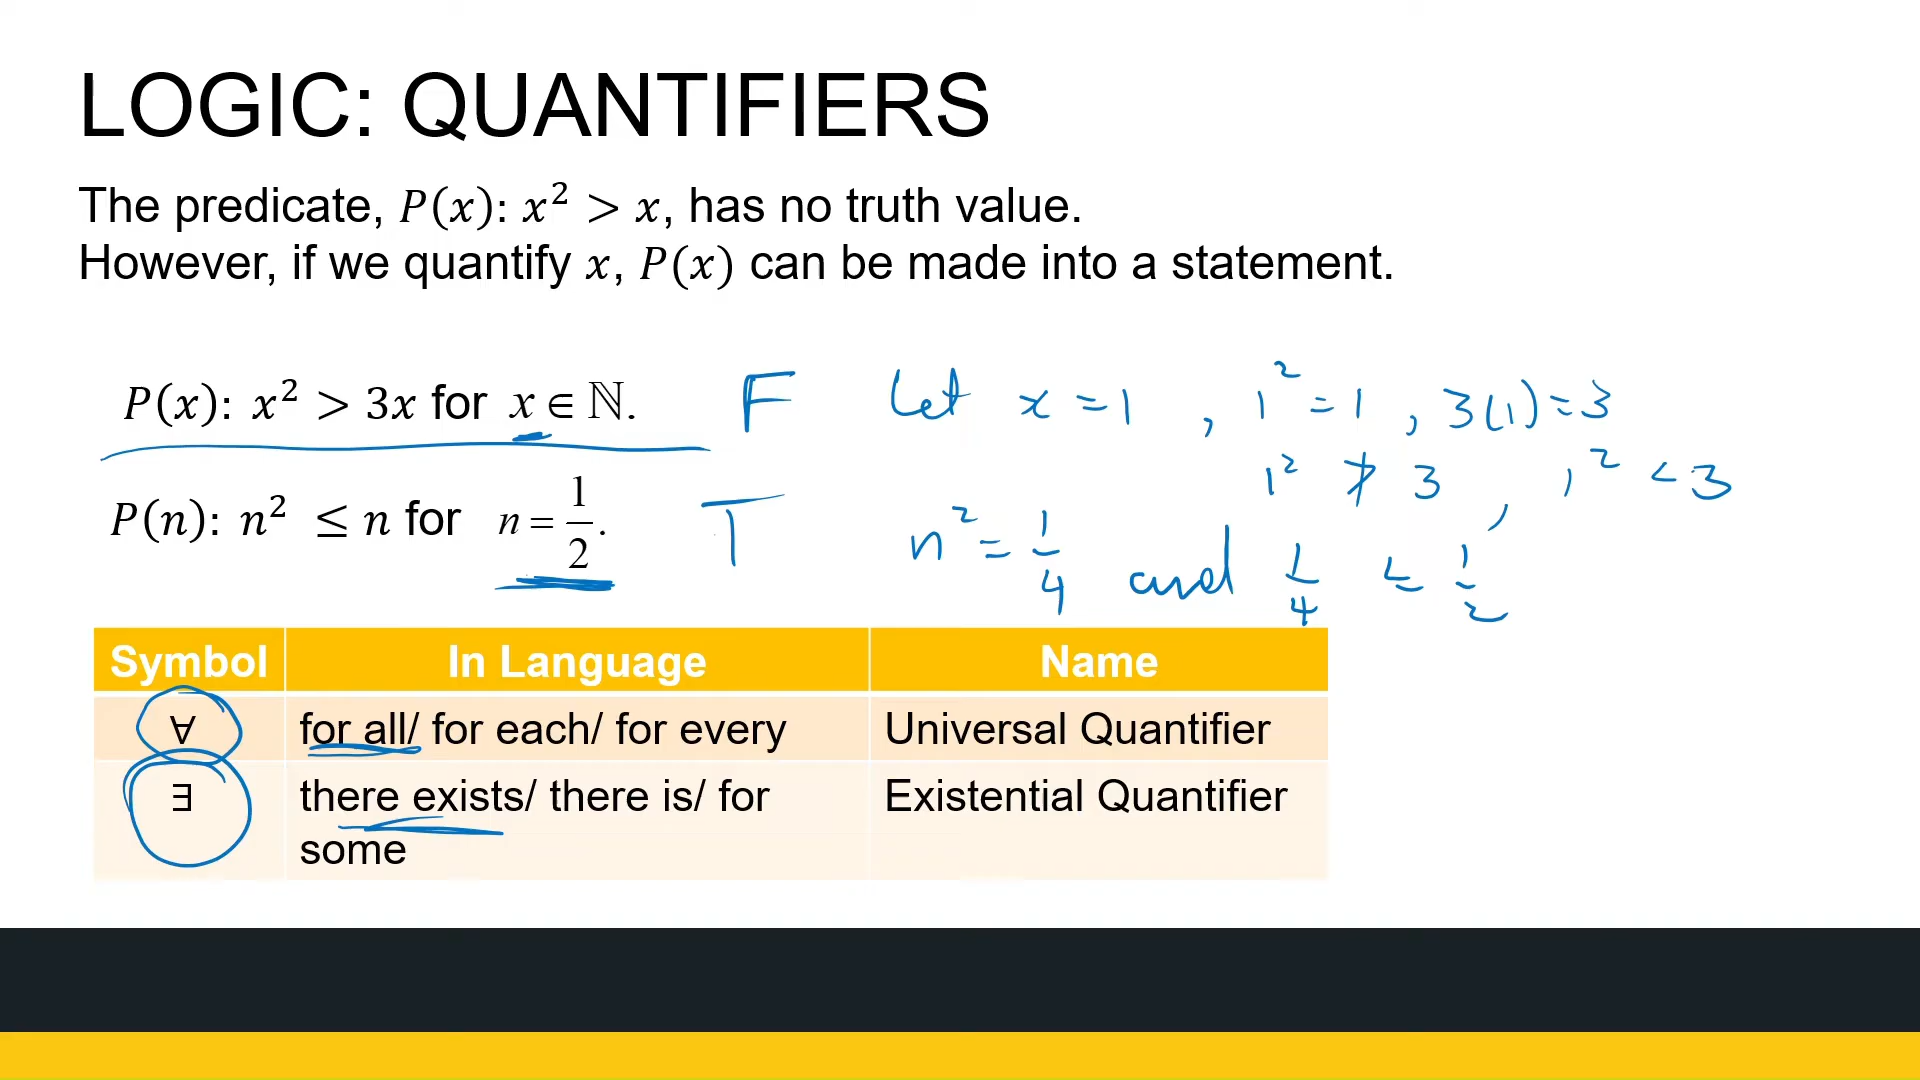 LOGIC: QUANTIFIERS
The predicate, P(x): x² > x, has no truth value.
However, if we quantify x, P(x) can be made into a statement.
P(x): x² > 3x for x ∈ ℕ. F Let x = 1 , 1² = 1 , 3(1) = 3
1² ≯ 3 , 1² < 3
P(n): n² ≤ n for n = 1/2. T n² = 1/4 and 1/4 ≤ 1/2
Symbol In Language Name
∀ for all/ for each/ for every Universal Quantifier
∃ there exists/ there is/ for Existential Quantifier
some